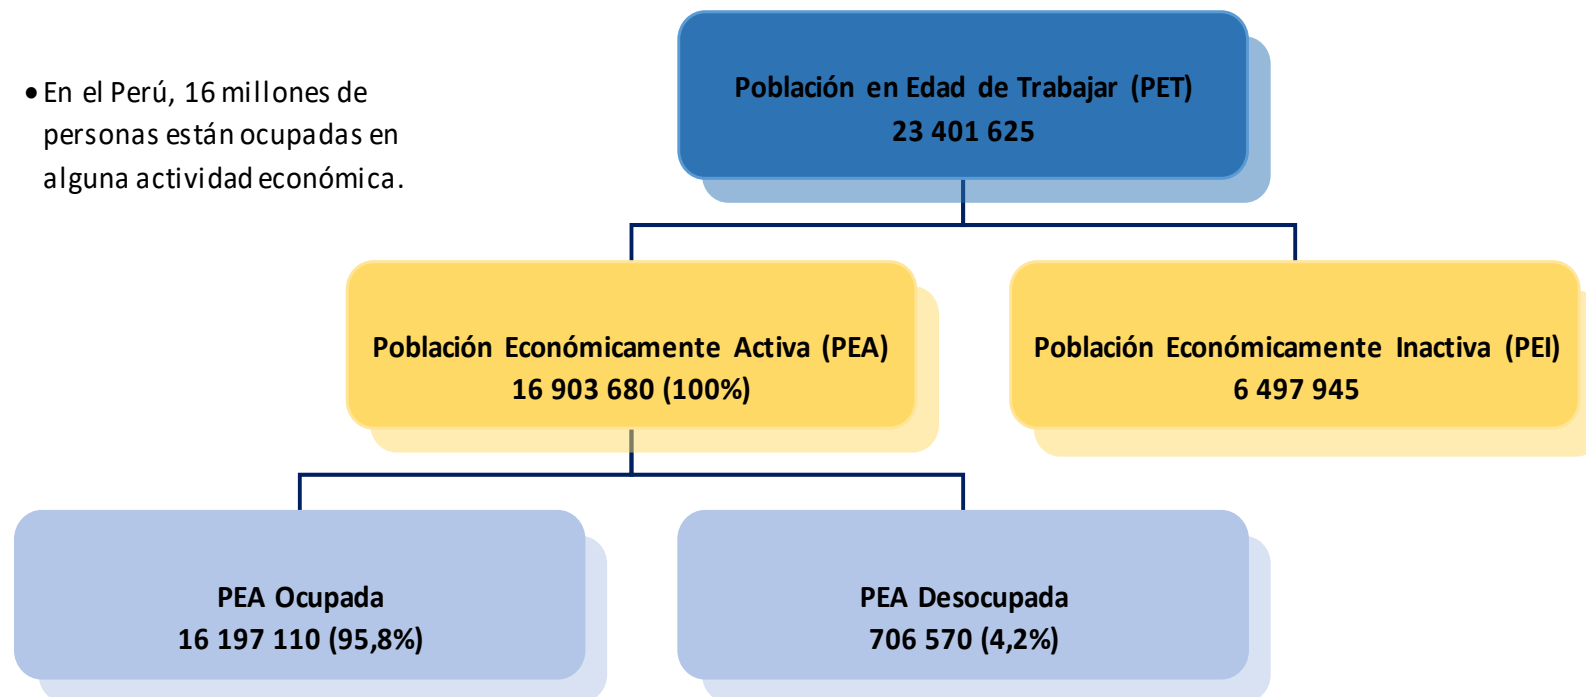 • En el Perú, 16 millones de
personas están ocupadas en
alguna actividad económica.
Población en Edad de Trabajar (PET)
23 401 625
Población Económicamente Activa (PEA)
16 903 680 (100%)
Población Económicamente Inactiva (PEI)
6 497 945
PEA Ocupada
16 197 110 (95,8%)
PEA Desocupada
706 570 (4,2%)